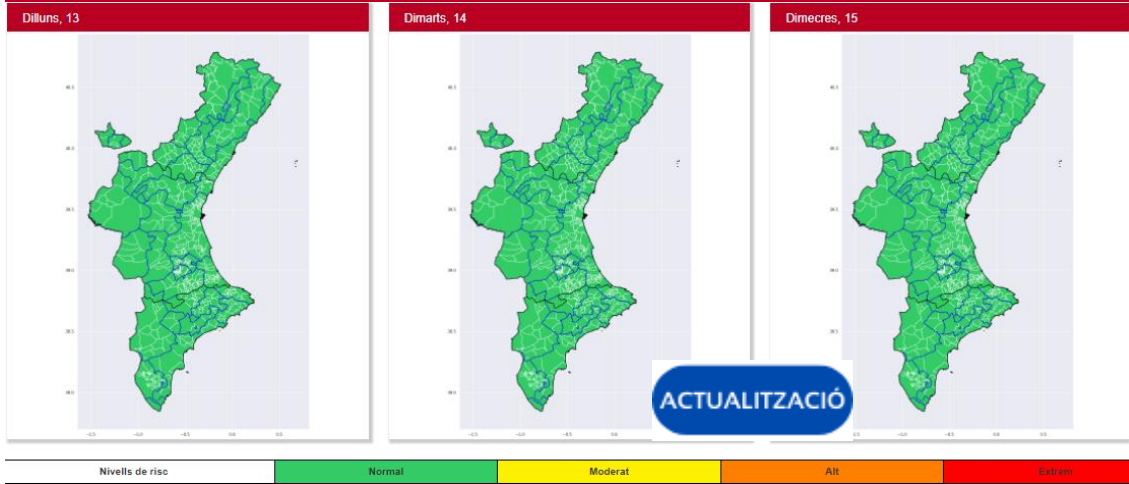 Dilluns, 13
Dimarts, 14
Dimecres, 15
ACTUALITZACIÓ
Nivells de risc
Normal
Moderat
Alt
Extrem